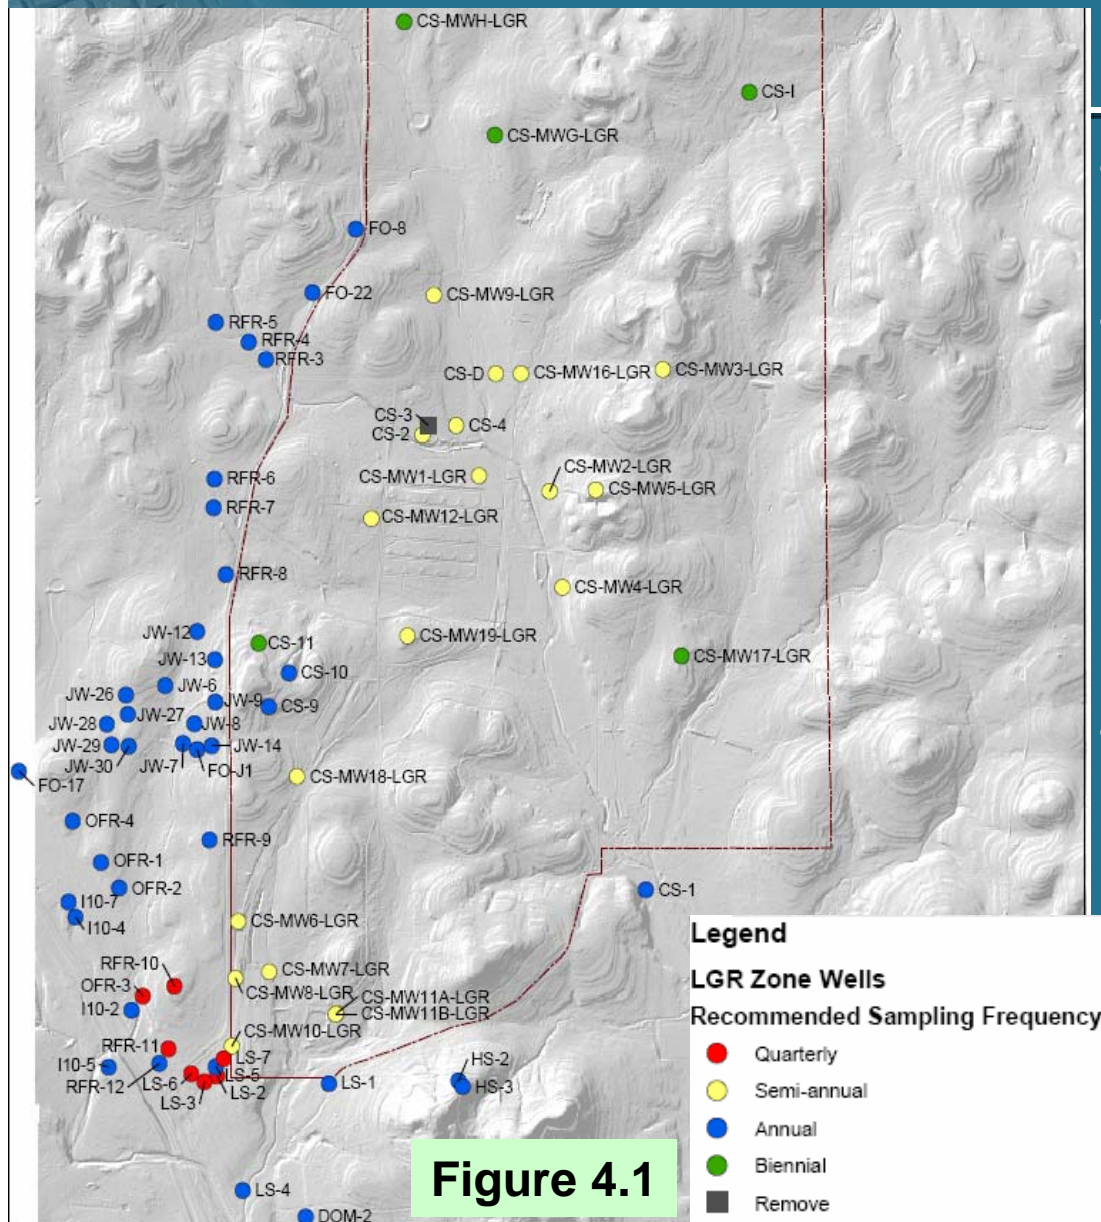 CS-MWH-LGR
CS-I
CS-MWG-LGR
FO-8
FO-22
CS-MW9-LGR
RFR-5
RFR-4
RFR-3
CS-D
CS-MW16-LGR
CS-MW3-LGR
CS-3
CS-4
CS-2
CS-MW2-LGR
CS-MW1-LGR
RFR-6
CS-MW5-LGR
RFR-7
CS-MW12-LGR
RFR-8
CS-MW4-LGR
JW-12
CS-MW19-LGR
CS-11
CS-MW17-LGR
JW-13
CS-10
JW-6
JW-26
JW-9
CS-9
JW-27
JW-28
JW-8
JW-29
JW-14
JW-30
JW-7
FO-J1
CS-MW18-LGR
FO-17
OFR-4
RFR-9
OFR-1
OFR-2
CS-1
I10-7
CS-MW6-LGR
I10-4
RFR-10
CS-MW7-LGR
OFR-3
CS-MW8-LGR
CS-MW11A-LGR
I10-2
CS-MW11B-LGR
CS-MW10-LGR
RFR-11
LS-7
HS-2
I10-5
LS-5
RFR-12
LS-6
LS-1
HS-3
LS-2
LS-3
LS-4
DOM-2
Figure 4.1
Legend
LGR Zone Wells
Recommended Sampling Frequency
Quarterly
Semi-annual
Annual
Biennial
Remove